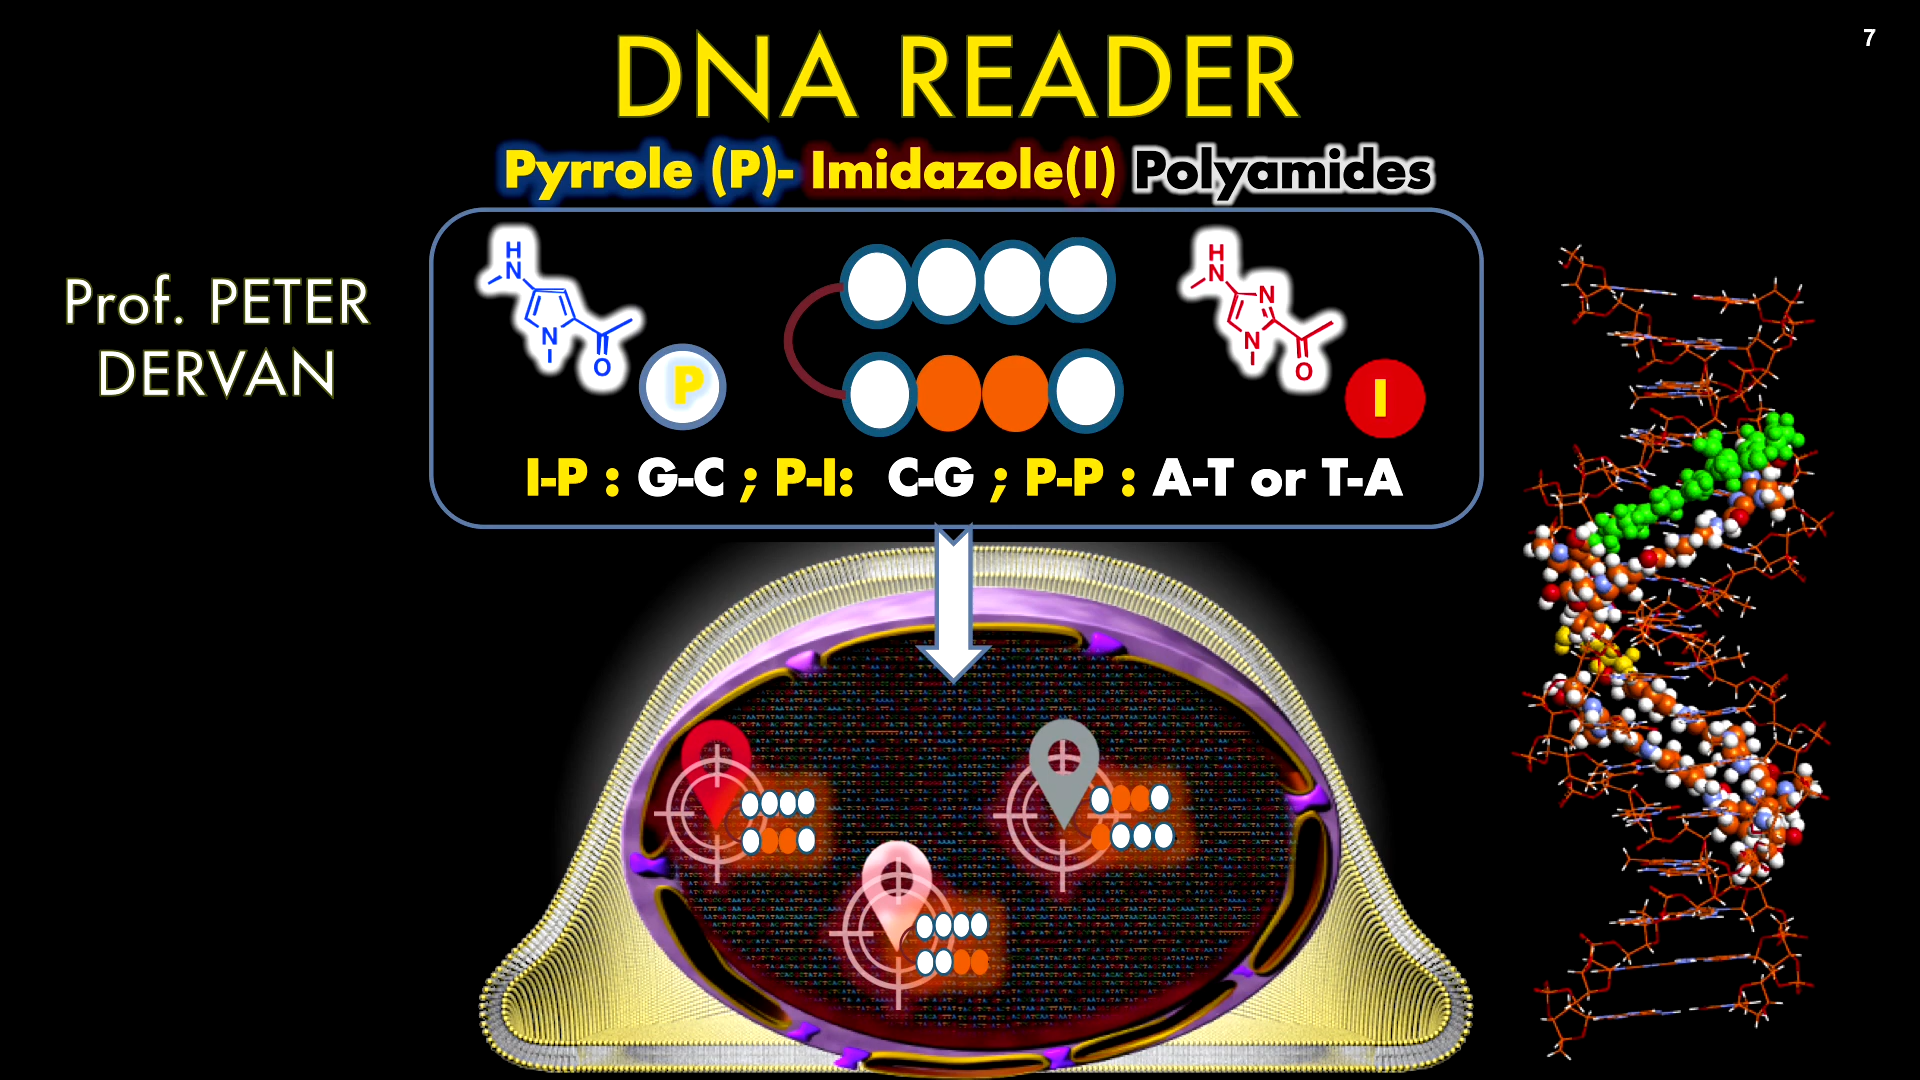 7
DNA READER
Pyrrole (P)- Imidazole(I) Polyamides
Prof. PETER
DERVAN
H
N
N
O
P
H
N
N
N
O
I
I-P : G-C ; P-I: C-G ; P-P : A-T or T-A